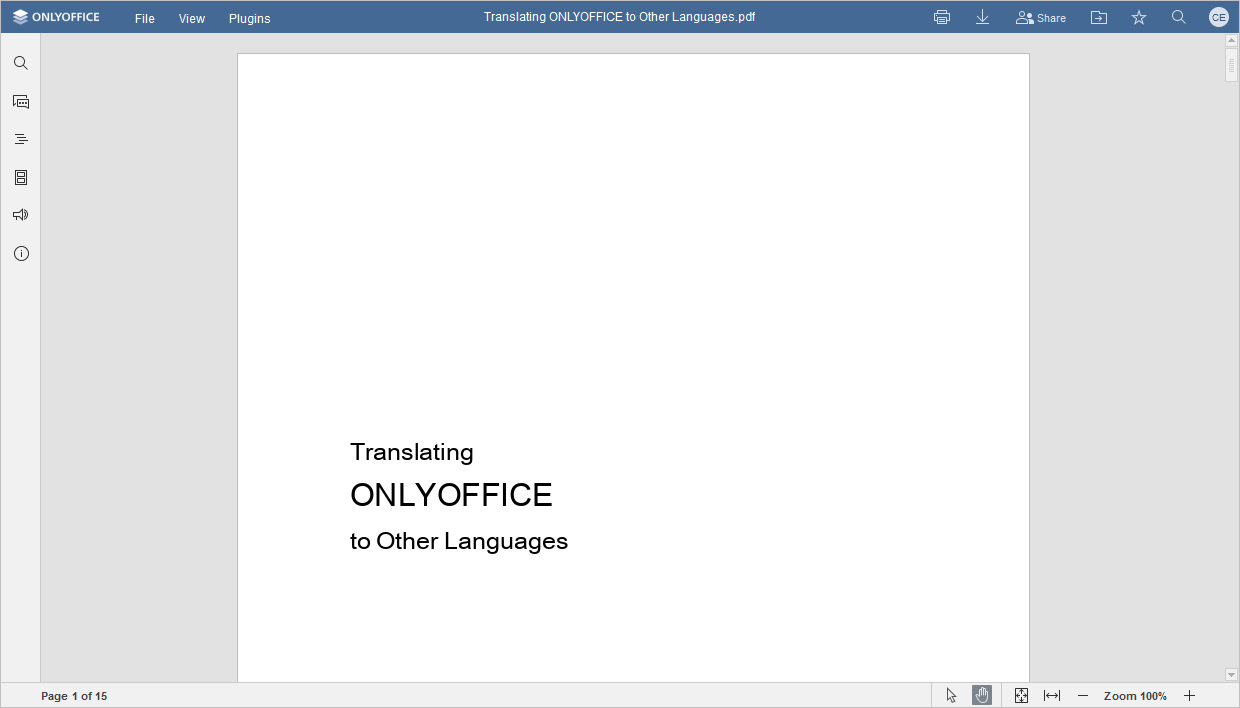 ONLYOFFICE
File View Plugins
Translating ONLYOFFICE to Other Languages.pdf
Share
CE
Translating
ONLYOFFICE
to Other Languages
Page 1 of 15
Zoom 100%